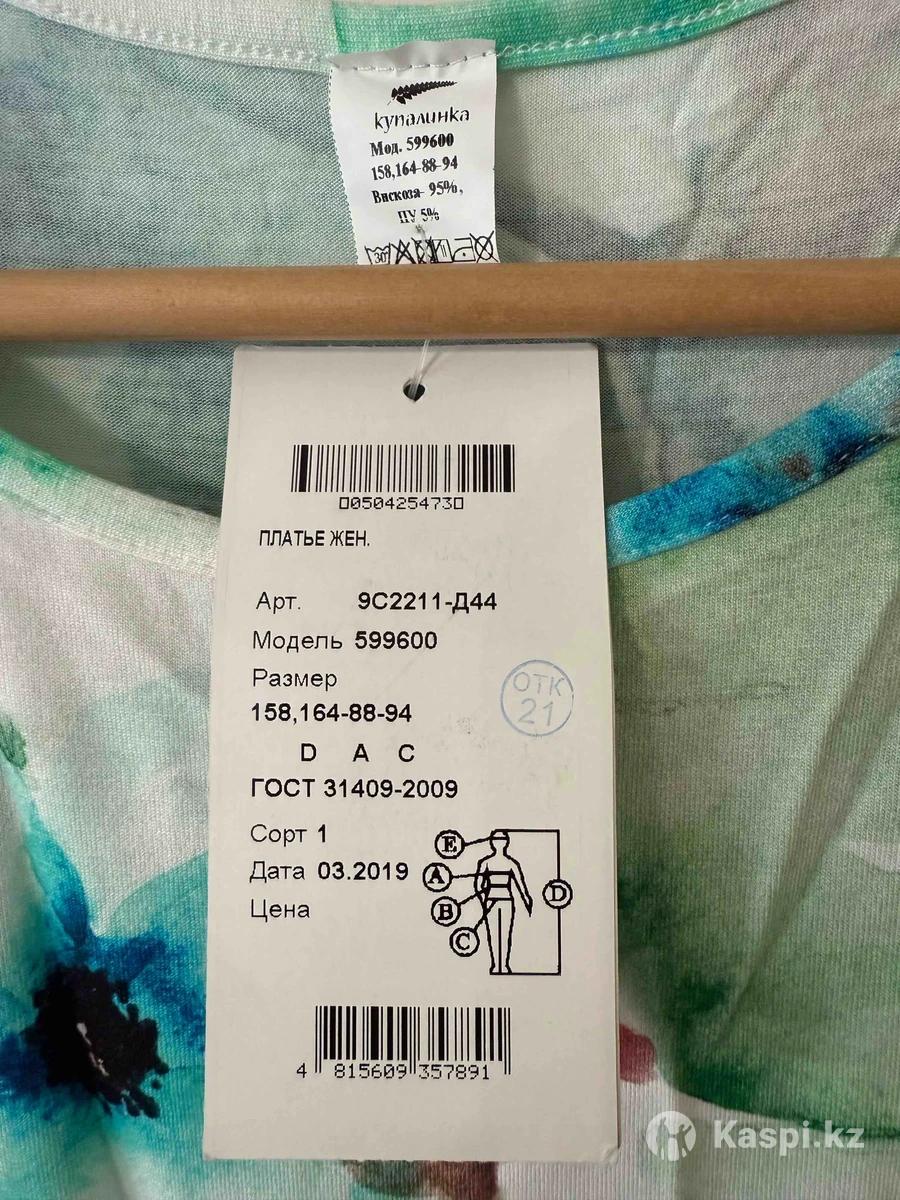 купалинка
Мод. 599600
158,164-88-94
Вискоза- 95%,
ПУ 5%
30°
0504254730
ПЛАТЬЕ ЖЕН.
Арт. 9С2211-Д44
Модель 599600
Размер
158,164-88-94
D A C
ОТК
21
ГОСТ 31409-2009
Сорт 1
Дата 03.2019
Цена
E
A
B
C
D
4 815609 357891
Kaspi.kz